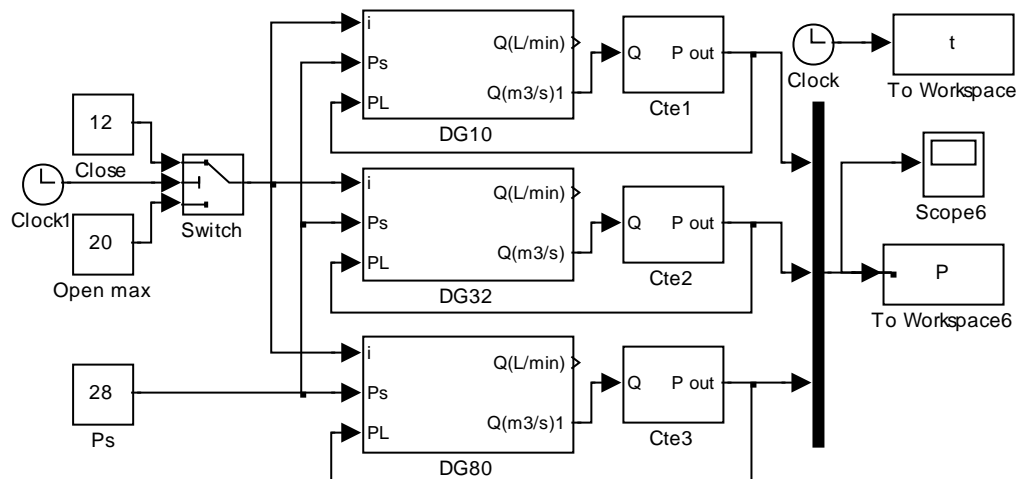 12
Close
Clock1
20
Open max
Switch
28
Ps
i
Ps
PL
Q(L/min)
Q(m3/s)1
DG10
Q
P out
Cte1
i
Ps
PL
Q(L/min)
Q(m3/s)
DG32
Q
P out
Cte2
i
Ps
PL
Q(L/min)
Q(m3/s)1
DG80
Q
P out
Cte3
Clock
t
To Workspace
Scope6
P
To Workspace6